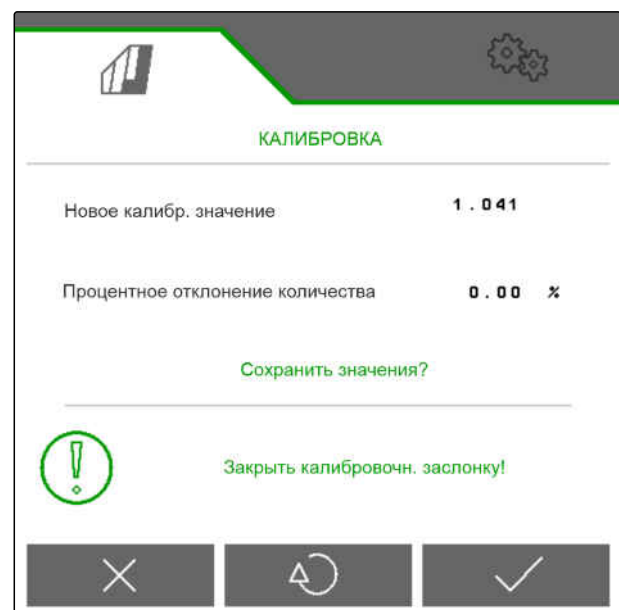 КАЛИБРОВКА
Новое калибр. значение 1.041
Процентное отклонение количества 0.00 %
Сохранить значения?
Закрыть калибровочн. заслонку!